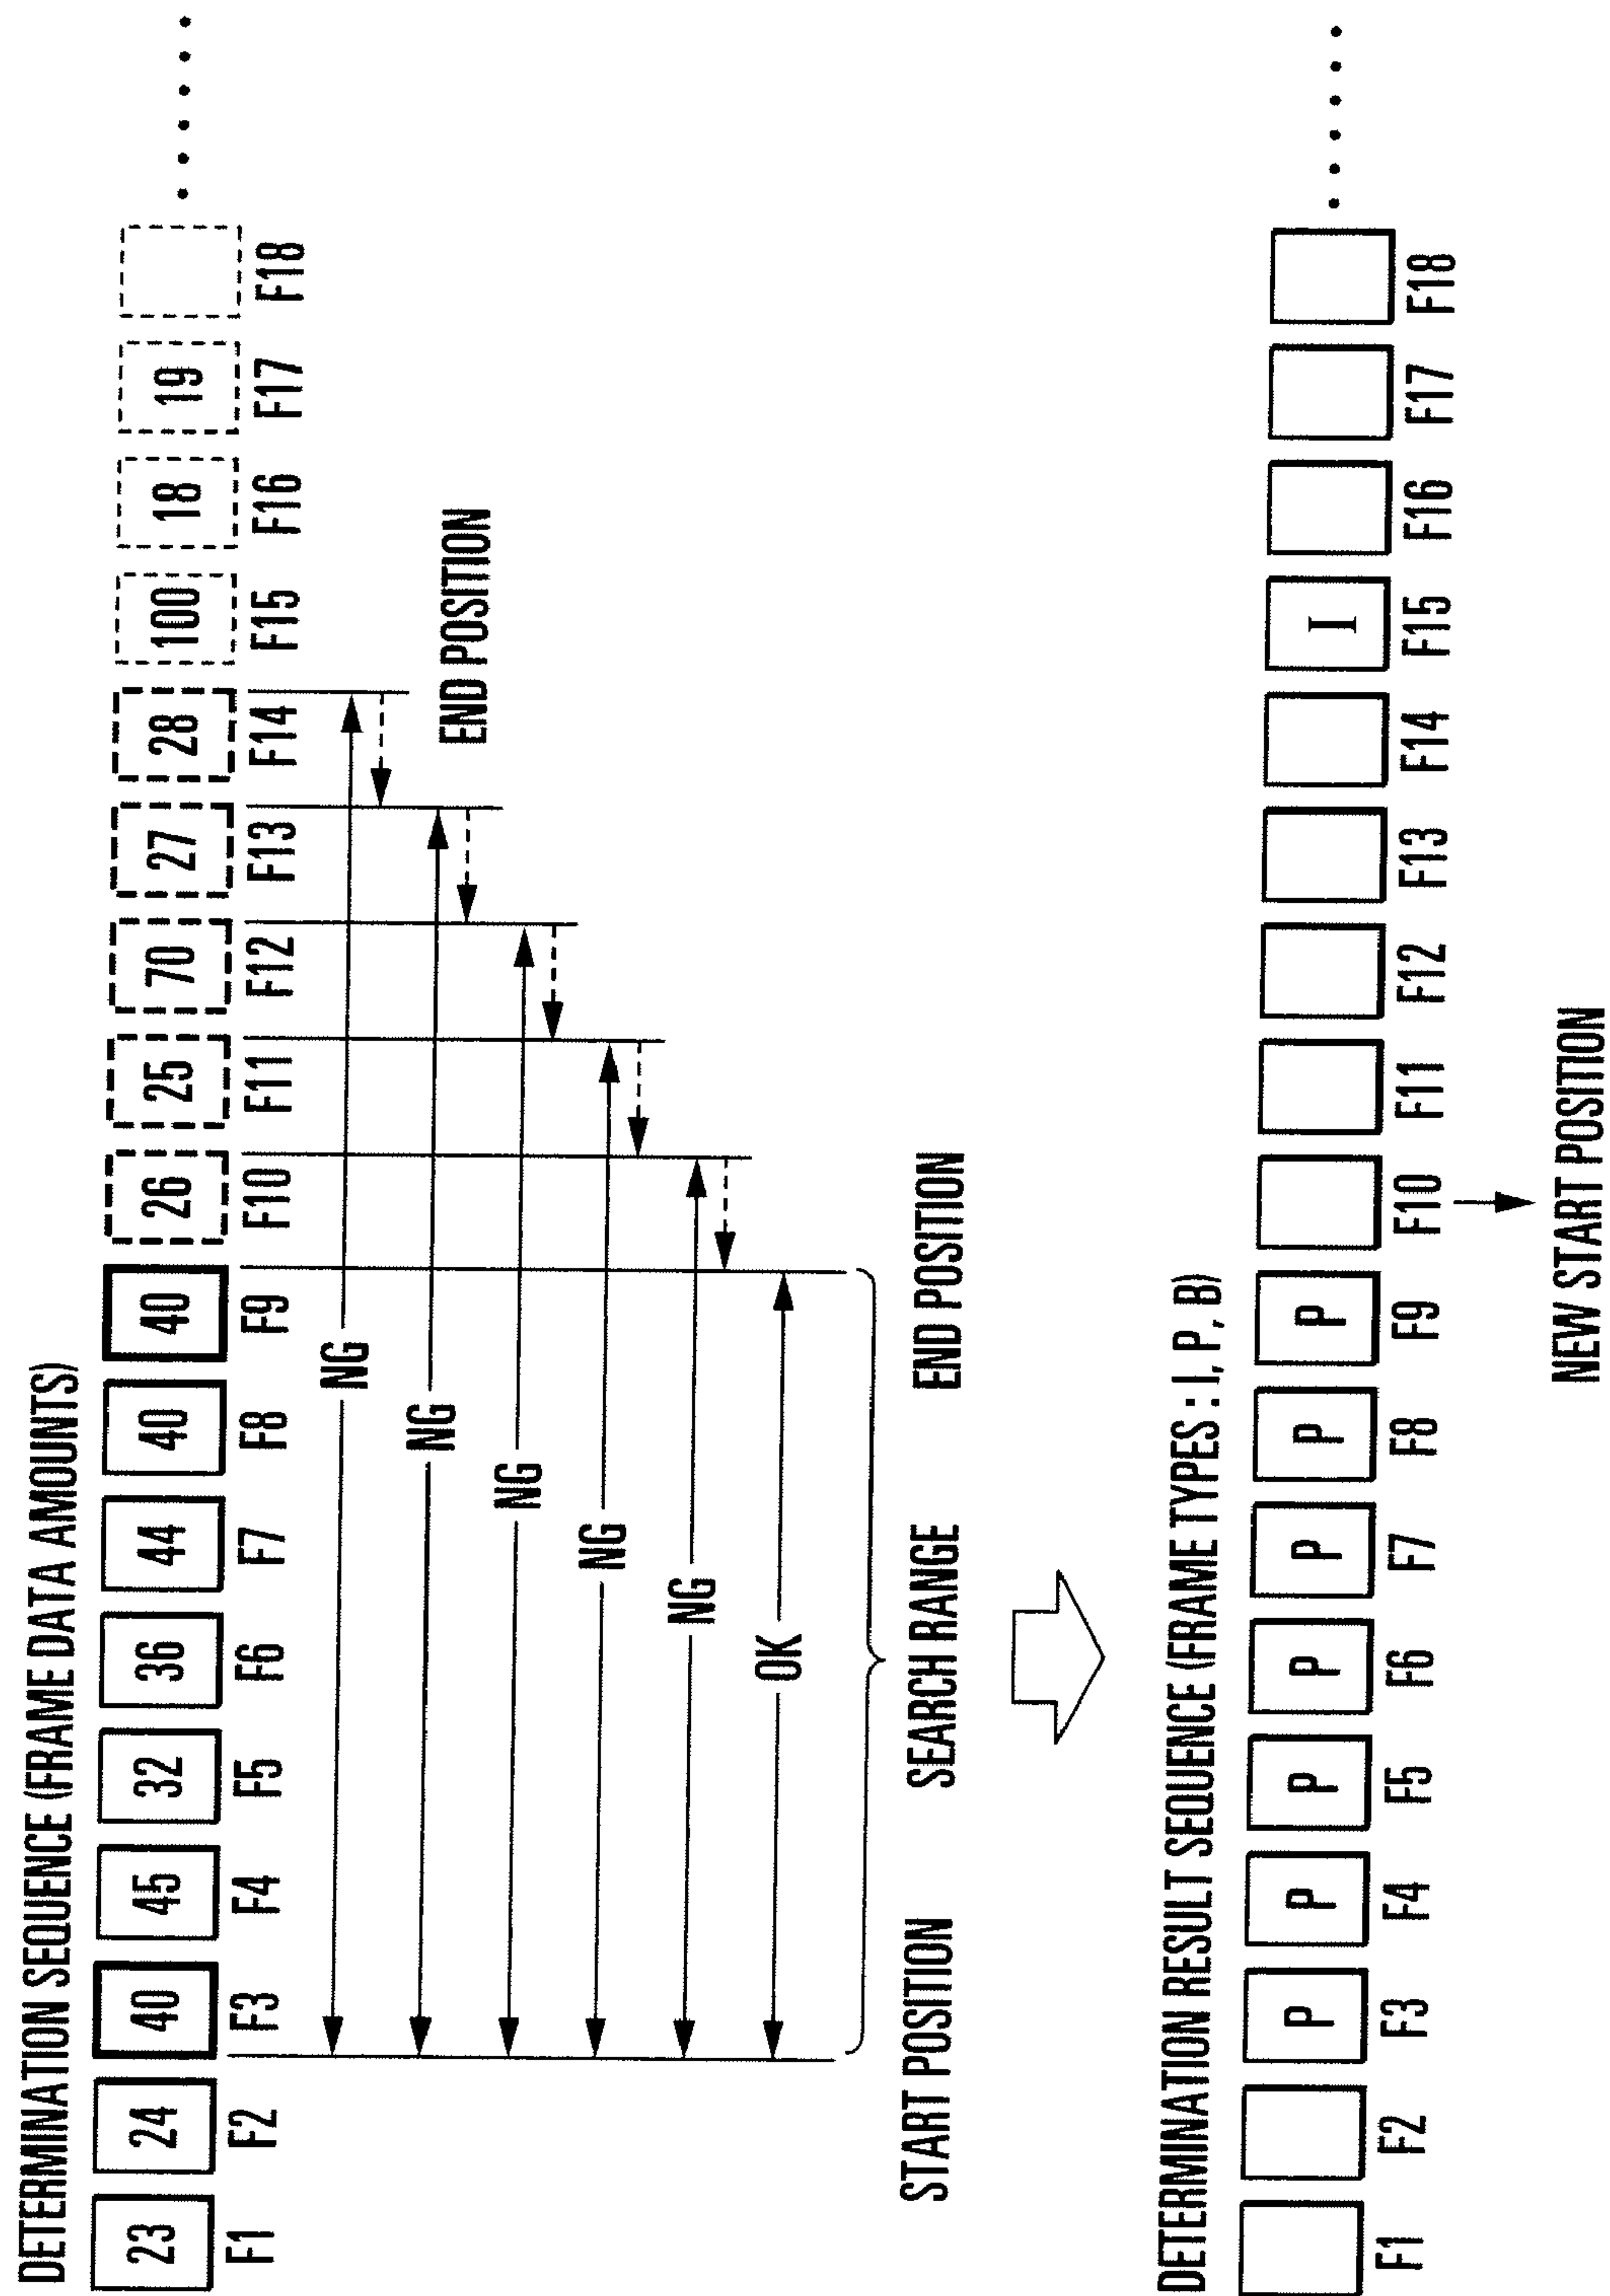 DETERMINATION SEQUENCE (FRAME DATA AMOUNTS)
23 24 40 45 32 36 44 40 40 26 25 70 27 28 100 18 19
F1 F2 F3 F4 F5 F6 F7 F8 F9 F10 F11 F12 F13 F14 F15 F16 F17 F18
NG
NG
END POSITION
NG
NG
NG
OK
START POSITION SEARCH RANGE END POSITION
DETERMINATION RESULT SEQUENCE (FRAME TYPES : I, P, B)
P P P P P P P I
F1 F2 F3 F4 F5 F6 F7 F8 F9 F10 F11 F12 F13 F14 F15 F16 F17 F18
NEW START POSITION